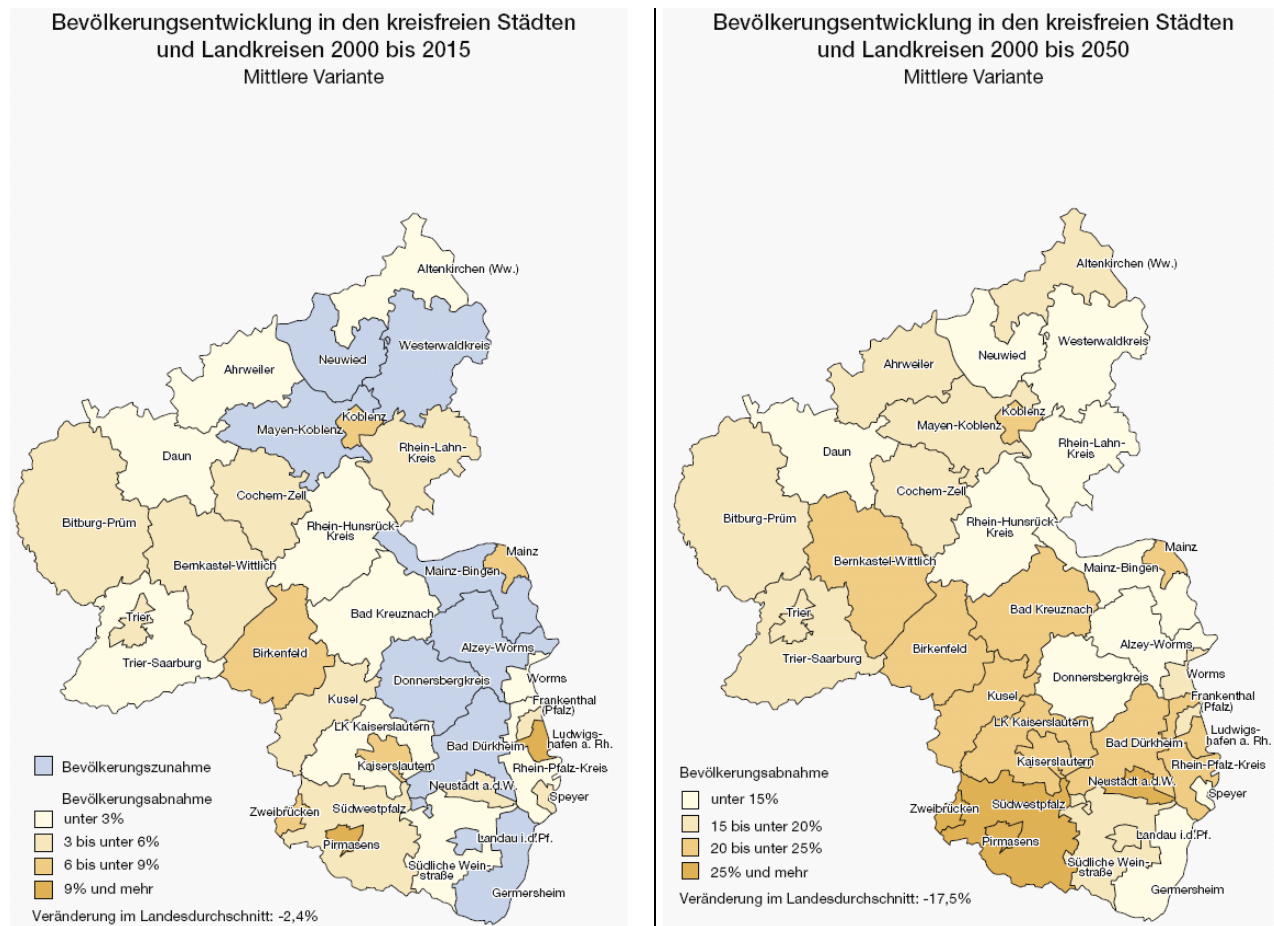 Bevölkerungsentwicklung in den kreisfreien Städten
und Landkreisen 2000 bis 2015
Mittlere Variante
Altenkirchen (Ww.)
Westerwaldkreis
Neuwied
Ahrweiler
Koblenz
Mayen-Koblenz
Rhein-Lahn-
Kreis
Daun
Cochem-Zell
Bitburg-Prüm
Rhein-Hunsrück-
Kreis
Mainz
Bernkastel-Wittlich
Mainz-Bingen
Trier
Bad Kreuznach
Alzey-Worms
Birkenfeld
Trier-Saarburg
Donnersbergkreis
Worms
Kusel
Frankenthal
(Pfalz)
LK Kaiserslautern
Ludwigs-
hafen a. Rh.
Bad Dürkheim
Kaiserslautern
Rhein-Pfalz-Kreis
Neustadt a.d.W.
Speyer
Zweibrücken
Südwestpfalz
Landau i.d.Pf.
Pirmasens
Südliche Wein-
straße
Germersheim
Bevölkerungszunahme
Bevölkerungsabnahme
unter 3%
3 bis unter 6%
6 bis unter 9%
9% und mehr
Veränderung im Landesdurchschnitt: -2,4%
Bevölkerungsentwicklung in den kreisfreien Städten
und Landkreisen 2000 bis 2050
Mittlere Variante
Altenkirchen (Ww.)
Westerwaldkreis
Neuwied
Ahrweiler
Koblenz
Mayen-Koblenz
Rhein-Lahn-
Kreis
Daun
Cochem-Zell
Bitburg-Prüm
Rhein-Hunsrück-
Kreis
Mainz
Bernkastel-Wittlich
Mainz-Bingen
Trier
Bad Kreuznach
Alzey-Worms
Birkenfeld
Trier-Saarburg
Donnersbergkreis
Worms
Kusel
Frankenthal
(Pfalz)
LK Kaiserslautern
Ludwigs-
hafen a. Rh.
Bad Dürkheim
Kaiserslautern
Rhein-Pfalz-Kreis
Neustadt a.d.W.
Speyer
Zweibrücken
Südwestpfalz
Landau i.d.Pf.
Pirmasens
Südliche Wein-
straße
Germersheim
Bevölkerungsabnahme
unter 15%
15 bis unter 20%
20 bis unter 25%
25% und mehr
Veränderung im Landesdurchschnitt: -17,5%